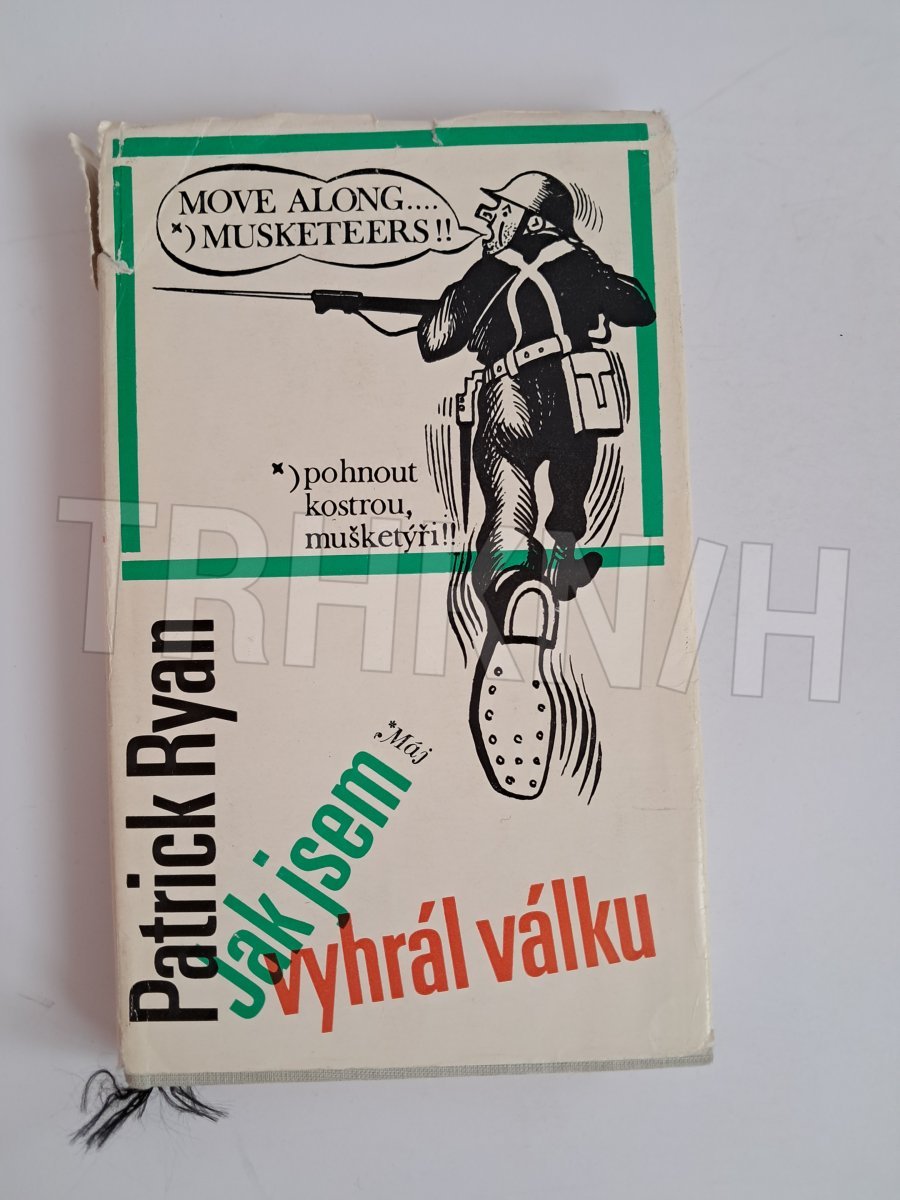 MOVE ALONG....
*) MUSKETEERS!!
*) pohnout
kostrou,
mušketýři!!
TRHKNIH
Patrick Ryan
*Máj
Jak jsem
vyhrál válku